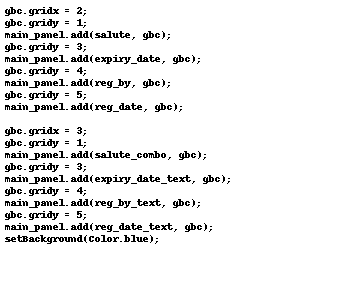 gbc.gridx = 2;
gbc.gridy = 1;
main_panel.add(salute, gbc);
gbc.gridy = 3;
main_panel.add(expiry_date, gbc);
gbc.gridy = 4;
main_panel.add(reg_by, gbc);
gbc.gridy = 5;
main_panel.add(reg_date, gbc);

gbc.gridx = 3;
gbc.gridy = 1;
main_panel.add(salute_combo, gbc);
gbc.gridy = 3;
main_panel.add(expiry_date_text, gbc);
gbc.gridy = 4;
main_panel.add(reg_by_text, gbc);
gbc.gridy = 5;
main_panel.add(reg_date_text, gbc);
setBackground(Color.blue);